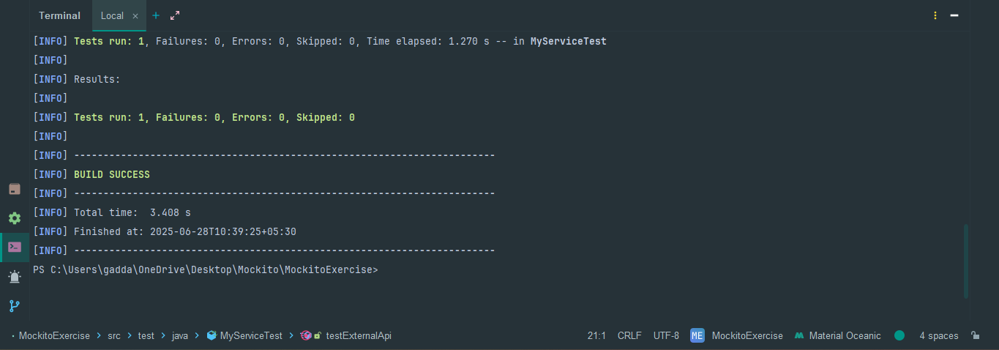 Terminal Local × +
[INFO] Tests run: 1, Failures: 0, Errors: 0, Skipped: 0, Time elapsed: 1.270 s -- in MyServiceTest
[INFO]
[INFO] Results:
[INFO]
[INFO] Tests run: 1, Failures: 0, Errors: 0, Skipped: 0
[INFO]
[INFO] ------------------------------------------------------------------------
[INFO] BUILD SUCCESS
[INFO] ------------------------------------------------------------------------
[INFO] Total time:  3.408 s
[INFO] Finished at: 2025-06-28T10:39:25+05:30
[INFO] ------------------------------------------------------------------------
PS C:\Users\gadda\OneDrive\Desktop\Mockito\MockitoExercise>
MockitoExercise > src > test > java > MyServiceTest > testExternalApi 21:1 CRLF UTF-8 ME MockitoExercise Material Oceanic 4 spaces